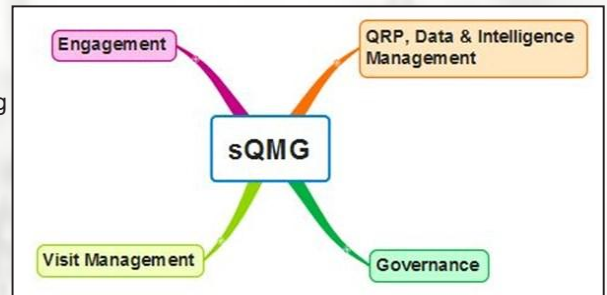 Engagement
QRP, Data & Intelligence
Management
g
sQMG
Visit Management
Governance